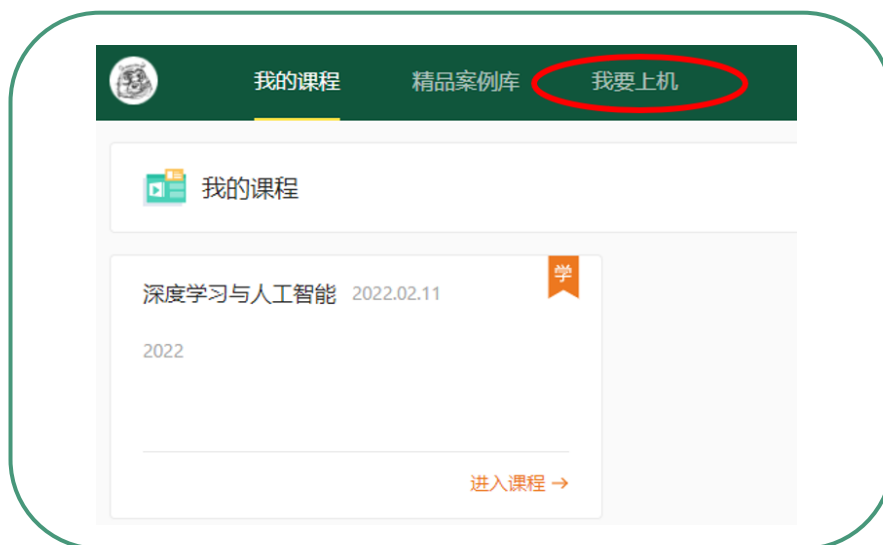 我的课程 精品案例库 我要上机
我的课程
学
深度学习与人工智能 2022.02.11
2022
进入课程 →